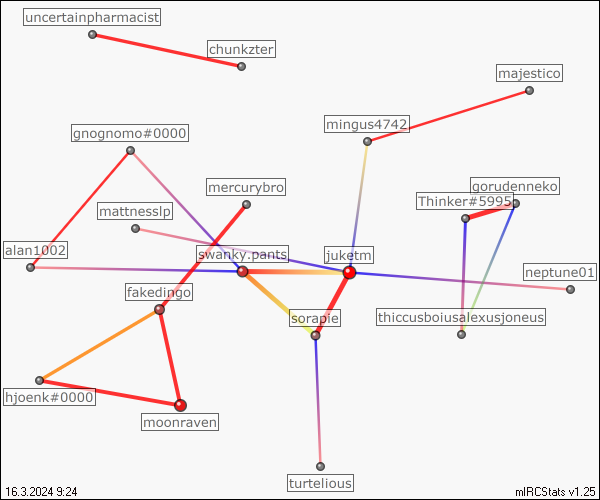 uncertainpharmacist
chunkzter
majestico
mingus4742
gnognomo#0000
mercurybro
gorudenneko
Thinker#5995
mattnesslp
alan1002
swanky.pants
juketm
neptune01
fakedingo
sorapie
thiccusboiusalexusjoneus
hjoenk#0000
moonraven
turtelious
16.3.2024 9:24
mIRCStats v1.25